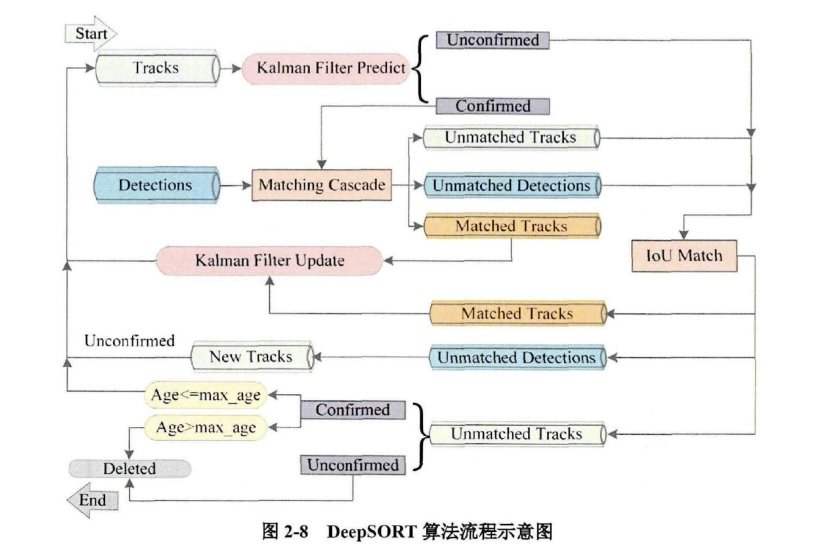 Start
Unconfirmed
Tracks
Kalman Filter Predict
Confirmed
Unmatched Tracks
Detections
Matching Cascade
Unmatched Detections
Matched Tracks
IoU Match
Kalman Filter Update
Matched Tracks
Unconfirmed
New Tracks
Unmatched Detections
Age<=max_age
Confirmed
Age>max_age
Unmatched Tracks
Unconfirmed
Deleted
End
图 2-8 DeepSORT 算法流程示意图